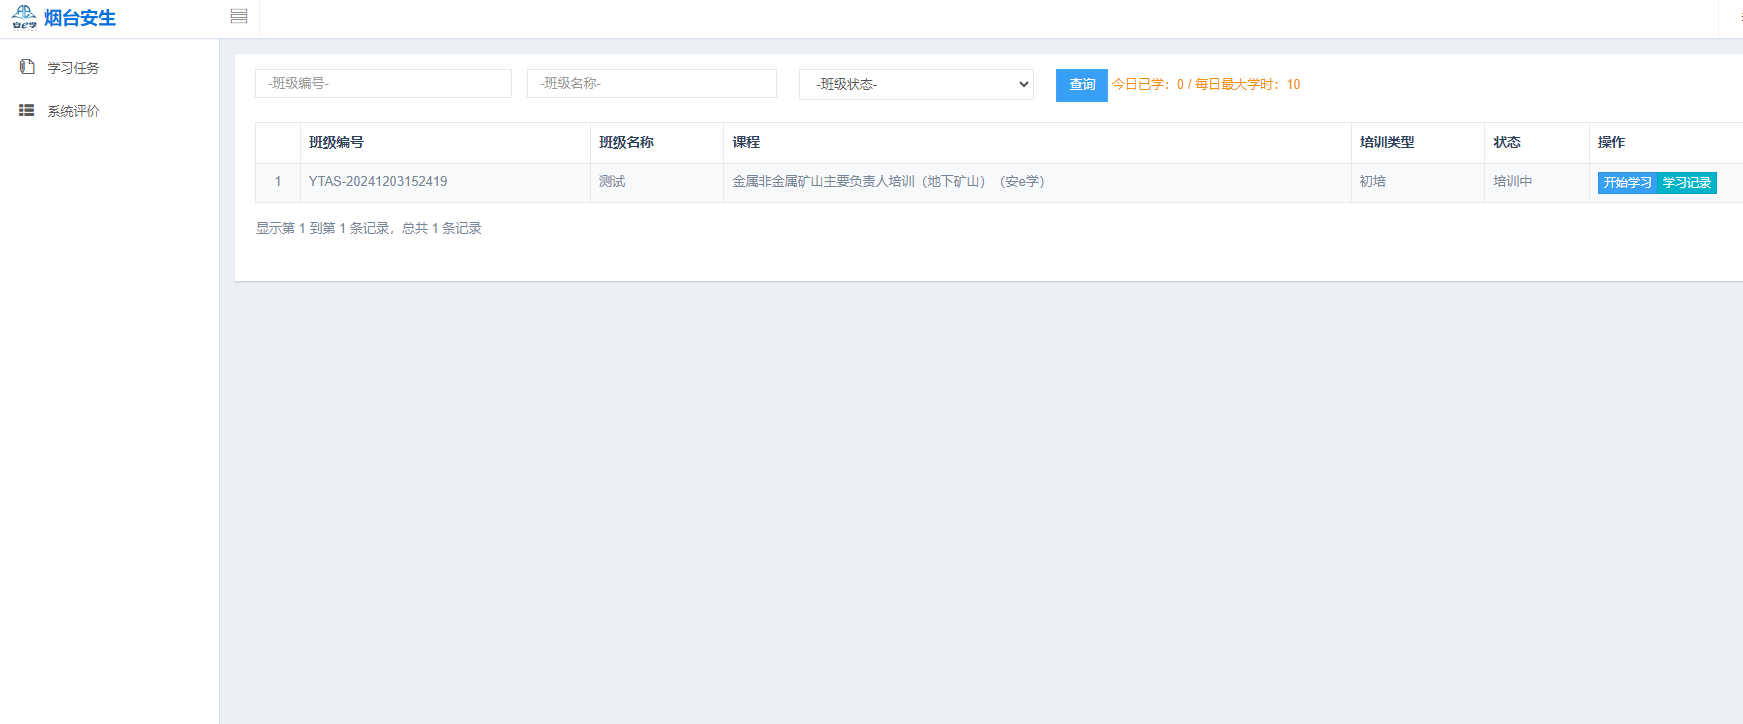 安e学 烟台安生
学习任务
系统评价
-班级编号- -班级名称- -班级状态- 查询 今日已学：0 / 每日最大学时：10
班级编号 班级名称 课程 培训类型 状态 操作
1 YTAS-20241203152419 测试 金属非金属矿山主要负责人培训（地下矿山）（安e学） 初培 培训中 开始学习 学习记录
显示第 1 到第 1 条记录，总共 1 条记录